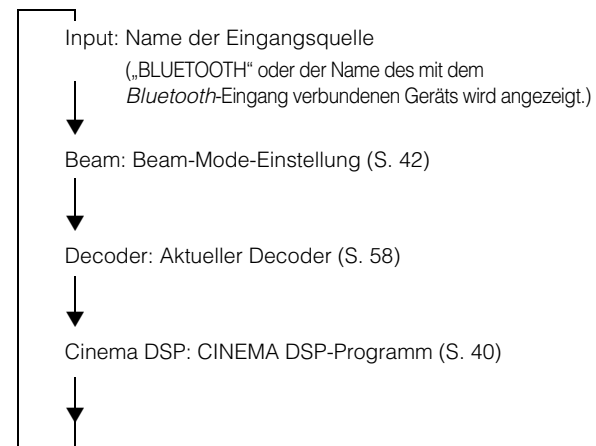 Input: Name der Eingangsquelle
(„BLUETOOTH“ oder der Name des mit dem
Bluetooth-Eingang verbundenen Geräts wird angezeigt.)
Beam: Beam-Mode-Einstellung (S. 42)
Decoder: Aktueller Decoder (S. 58)
Cinema DSP: CINEMA DSP-Programm (S. 40)